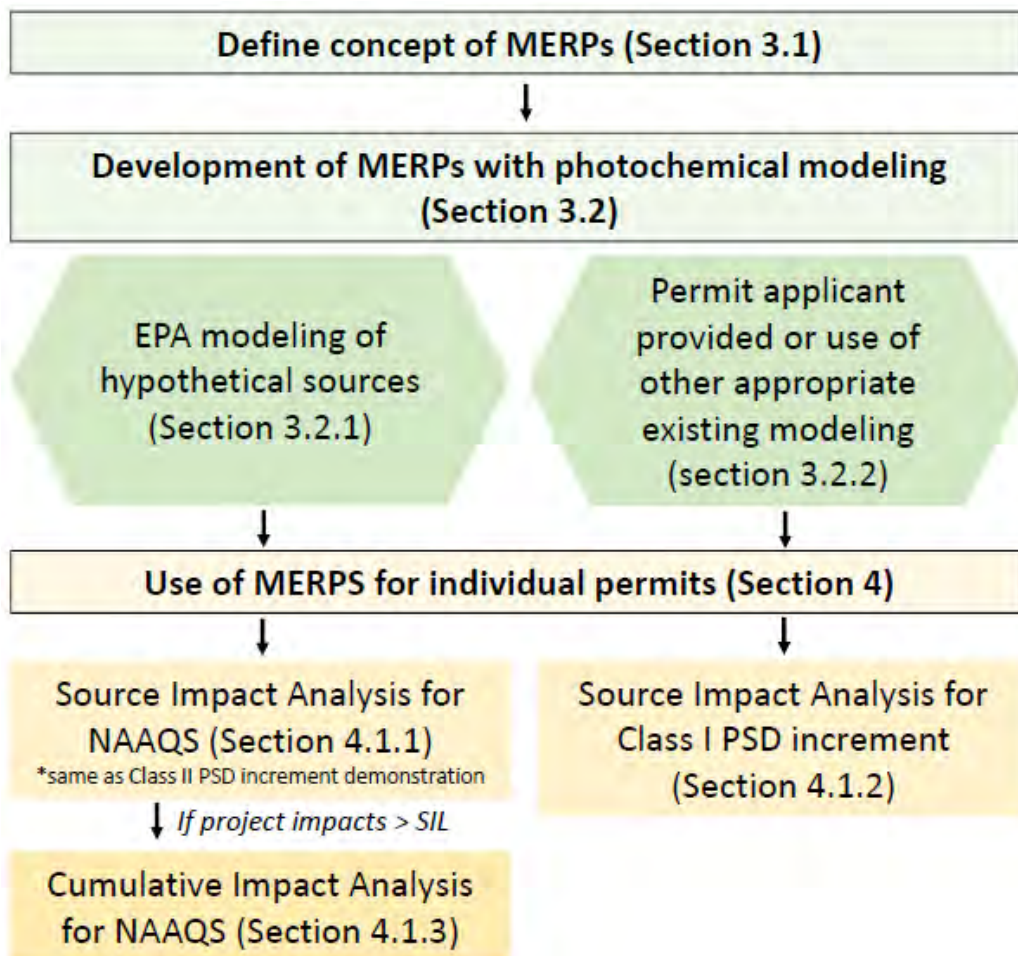 Define concept of MERPs (Section 3.1)
Development of MERPs with photochemical modeling
(Section 3.2)
EPA modeling of
hypothetical sources
(Section 3.2.1)
Permit applicant
provided or use of
other appropriate
existing modeling
(section 3.2.2)
Use of MERPS for individual permits (Section 4)
Source Impact Analysis for
NAAQS (Section 4.1.1)
*same as Class II PSD increment demonstration
Source Impact Analysis for
Class I PSD increment
(Section 4.1.2)
If project impacts > SIL
Cumulative Impact Analysis
for NAAQS (Section 4.1.3)